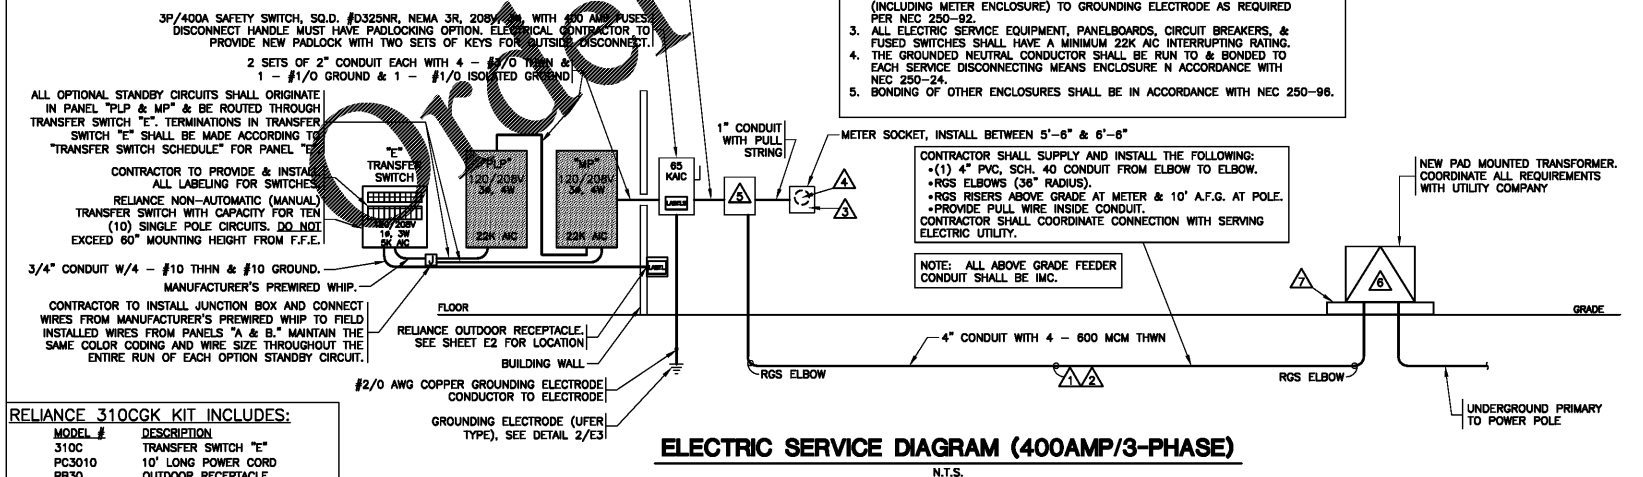 3P/400A SAFETY SWITCH, SQ.D. #D325NR, NEMA 3R, 208V, WITH 400 AMP FUSES.
DISCONNECT HANDLE MUST HAVE PADLOCKING OPTION. ELECTRICAL CONTRACTOR TO
PROVIDE NEW PADLOCK WITH TWO SETS OF KEYS FOR OUTSIDE DISCONNECT.
2 SETS OF 2" CONDUIT EACH WITH 4 - #3/0 THWN &
1 - #1/0 GROUND & 1 - #1/0 ISOLATED GROUND
ALL OPTIONAL STANDBY CIRCUITS SHALL ORIGINATE
IN PANEL "PLP & MP" & BE ROUTED THROUGH
TRANSFER SWITCH "E". TERMINATIONS IN TRANSFER
SWITCH "E" SHALL BE MADE ACCORDING TO
"TRANSFER SWITCH SCHEDULE" FOR PANEL "E"
CONTRACTOR TO PROVIDE & INSTALL
ALL LABELING FOR SWITCHES.
RELIANCE NON-AUTOMATIC (MANUAL)
TRANSFER SWITCH WITH CAPACITY FOR TEN
(10) SINGLE POLE CIRCUITS. DO NOT
EXCEED 60" MOUNTING HEIGHT FROM F.F.E.
3/4" CONDUIT W/4 - #10 THHN & #10 GROUND.
MANUFACTURER'S PREWIRED WHIP.
CONTRACTOR TO INSTALL JUNCTION BOX AND CONNECT
WIRES FROM MANUFACTURER'S PREWIRED WHIP TO FIELD
INSTALLED WIRES FROM PANELS "A & B." MAINTAIN THE
SAME COLOR CODING AND WIRE SIZE THROUGHOUT THE
ENTIRE RUN OF EACH OPTION STANDBY CIRCUIT.
Order
"E"
TRANSFER
SWITCH
120/208V
1ø, 3W
5K AIC
J
"PLP"
120/208V
3ø, 4W
22K AIC
"MP"
120/208V
3ø, 4W
22K AIC
65
KAIC
LABELS
LABEL
5
1" CONDUIT
WITH PULL
STRING
METER SOCKET, INSTALL BETWEEN 5'-6" & 6'-6"
4
3
(INCLUDING METER ENCLOSURE) TO GROUNDING ELECTRODE AS REQUIRED
PER NEC 250-92.
3. ALL ELECTRIC SERVICE EQUIPMENT, PANELBOARDS, CIRCUIT BREAKERS, &
FUSED SWITCHES SHALL HAVE A MINIMUM 22K AIC INTERRUPTING RATING.
4. THE GROUNDED NEUTRAL CONDUCTOR SHALL BE RUN TO & BONDED TO
EACH SERVICE DISCONNECTING MEANS ENCLOSURE N ACCORDANCE WITH
NEC 250-24.
5. BONDING OF OTHER ENCLOSURES SHALL BE IN ACCORDANCE WITH NEC 250-96.
CONTRACTOR SHALL SUPPLY AND INSTALL THE FOLLOWING:
•(1) 4" PVC, SCH. 40 CONDUIT FROM ELBOW TO ELBOW.
•RGS ELBOWS (36" RADIUS).
•RGS RISERS ABOVE GRADE AT METER & 10' A.F.G. AT POLE.
•PROVIDE PULL WIRE INSIDE CONDUIT.
CONTRACTOR SHALL COORDINATE CONNECTION WITH SERVING
ELECTRIC UTILITY.
NOTE: ALL ABOVE GRADE FEEDER
CONDUIT SHALL BE IMC.
NEW PAD MOUNTED TRANSFORMER.
COORDINATE ALL REQUIREMENTS
WITH UTILITY COMPANY
7
6
FLOOR
GRADE
RELIANCE OUTDOOR RECEPTACLE.
SEE SHEET E2 FOR LOCATION
BUILDING WALL
#2/0 AWG COPPER GROUNDING ELECTRODE
CONDUCTOR TO ELECTRODE
GROUNDING ELECTRODE (UFER
TYPE), SEE DETAIL 2/E3
4" CONDUIT WITH 4 - 600 MCM THWN
RGS ELBOW
1
2
RGS ELBOW
UNDERGROUND PRIMARY
TO POWER POLE
RELIANCE 310CGK KIT INCLUDES:
MODEL # DESCRIPTION
310C TRANSFER SWITCH "E"
PC3010 10' LONG POWER CORD
PB30 OUTDOOR RECEPTACLE
ELECTRIC SERVICE DIAGRAM (400AMP/3-PHASE)
N.T.S.